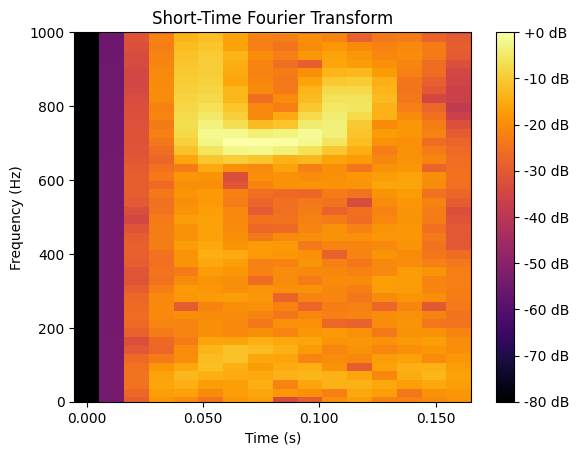 Short-Time Fourier Transform
1000
800
600
400
200
0
Frequency (Hz)
0.000
0.050
0.100
0.150
Time (s)
+0 dB
-10 dB
-20 dB
-30 dB
-40 dB
-50 dB
-60 dB
-70 dB
-80 dB